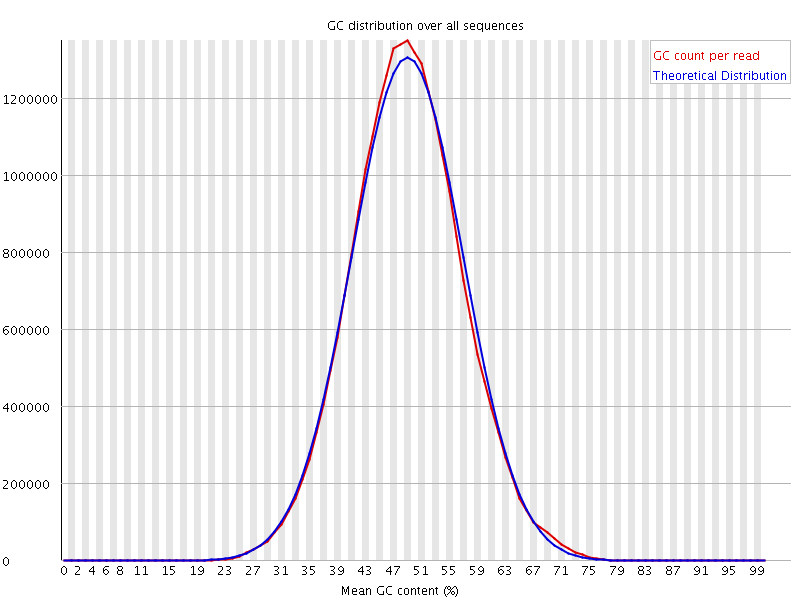 GC distribution over all sequences
GC count per read
Theoretical Distribution
1200000
1000000
800000
600000
400000
200000
0
0 2 4 6 8 11 15 19 23 27 31 35 39 43 47 51 55 59 63 67 71 75 79 83 87 91 95 99
Mean GC content (%)